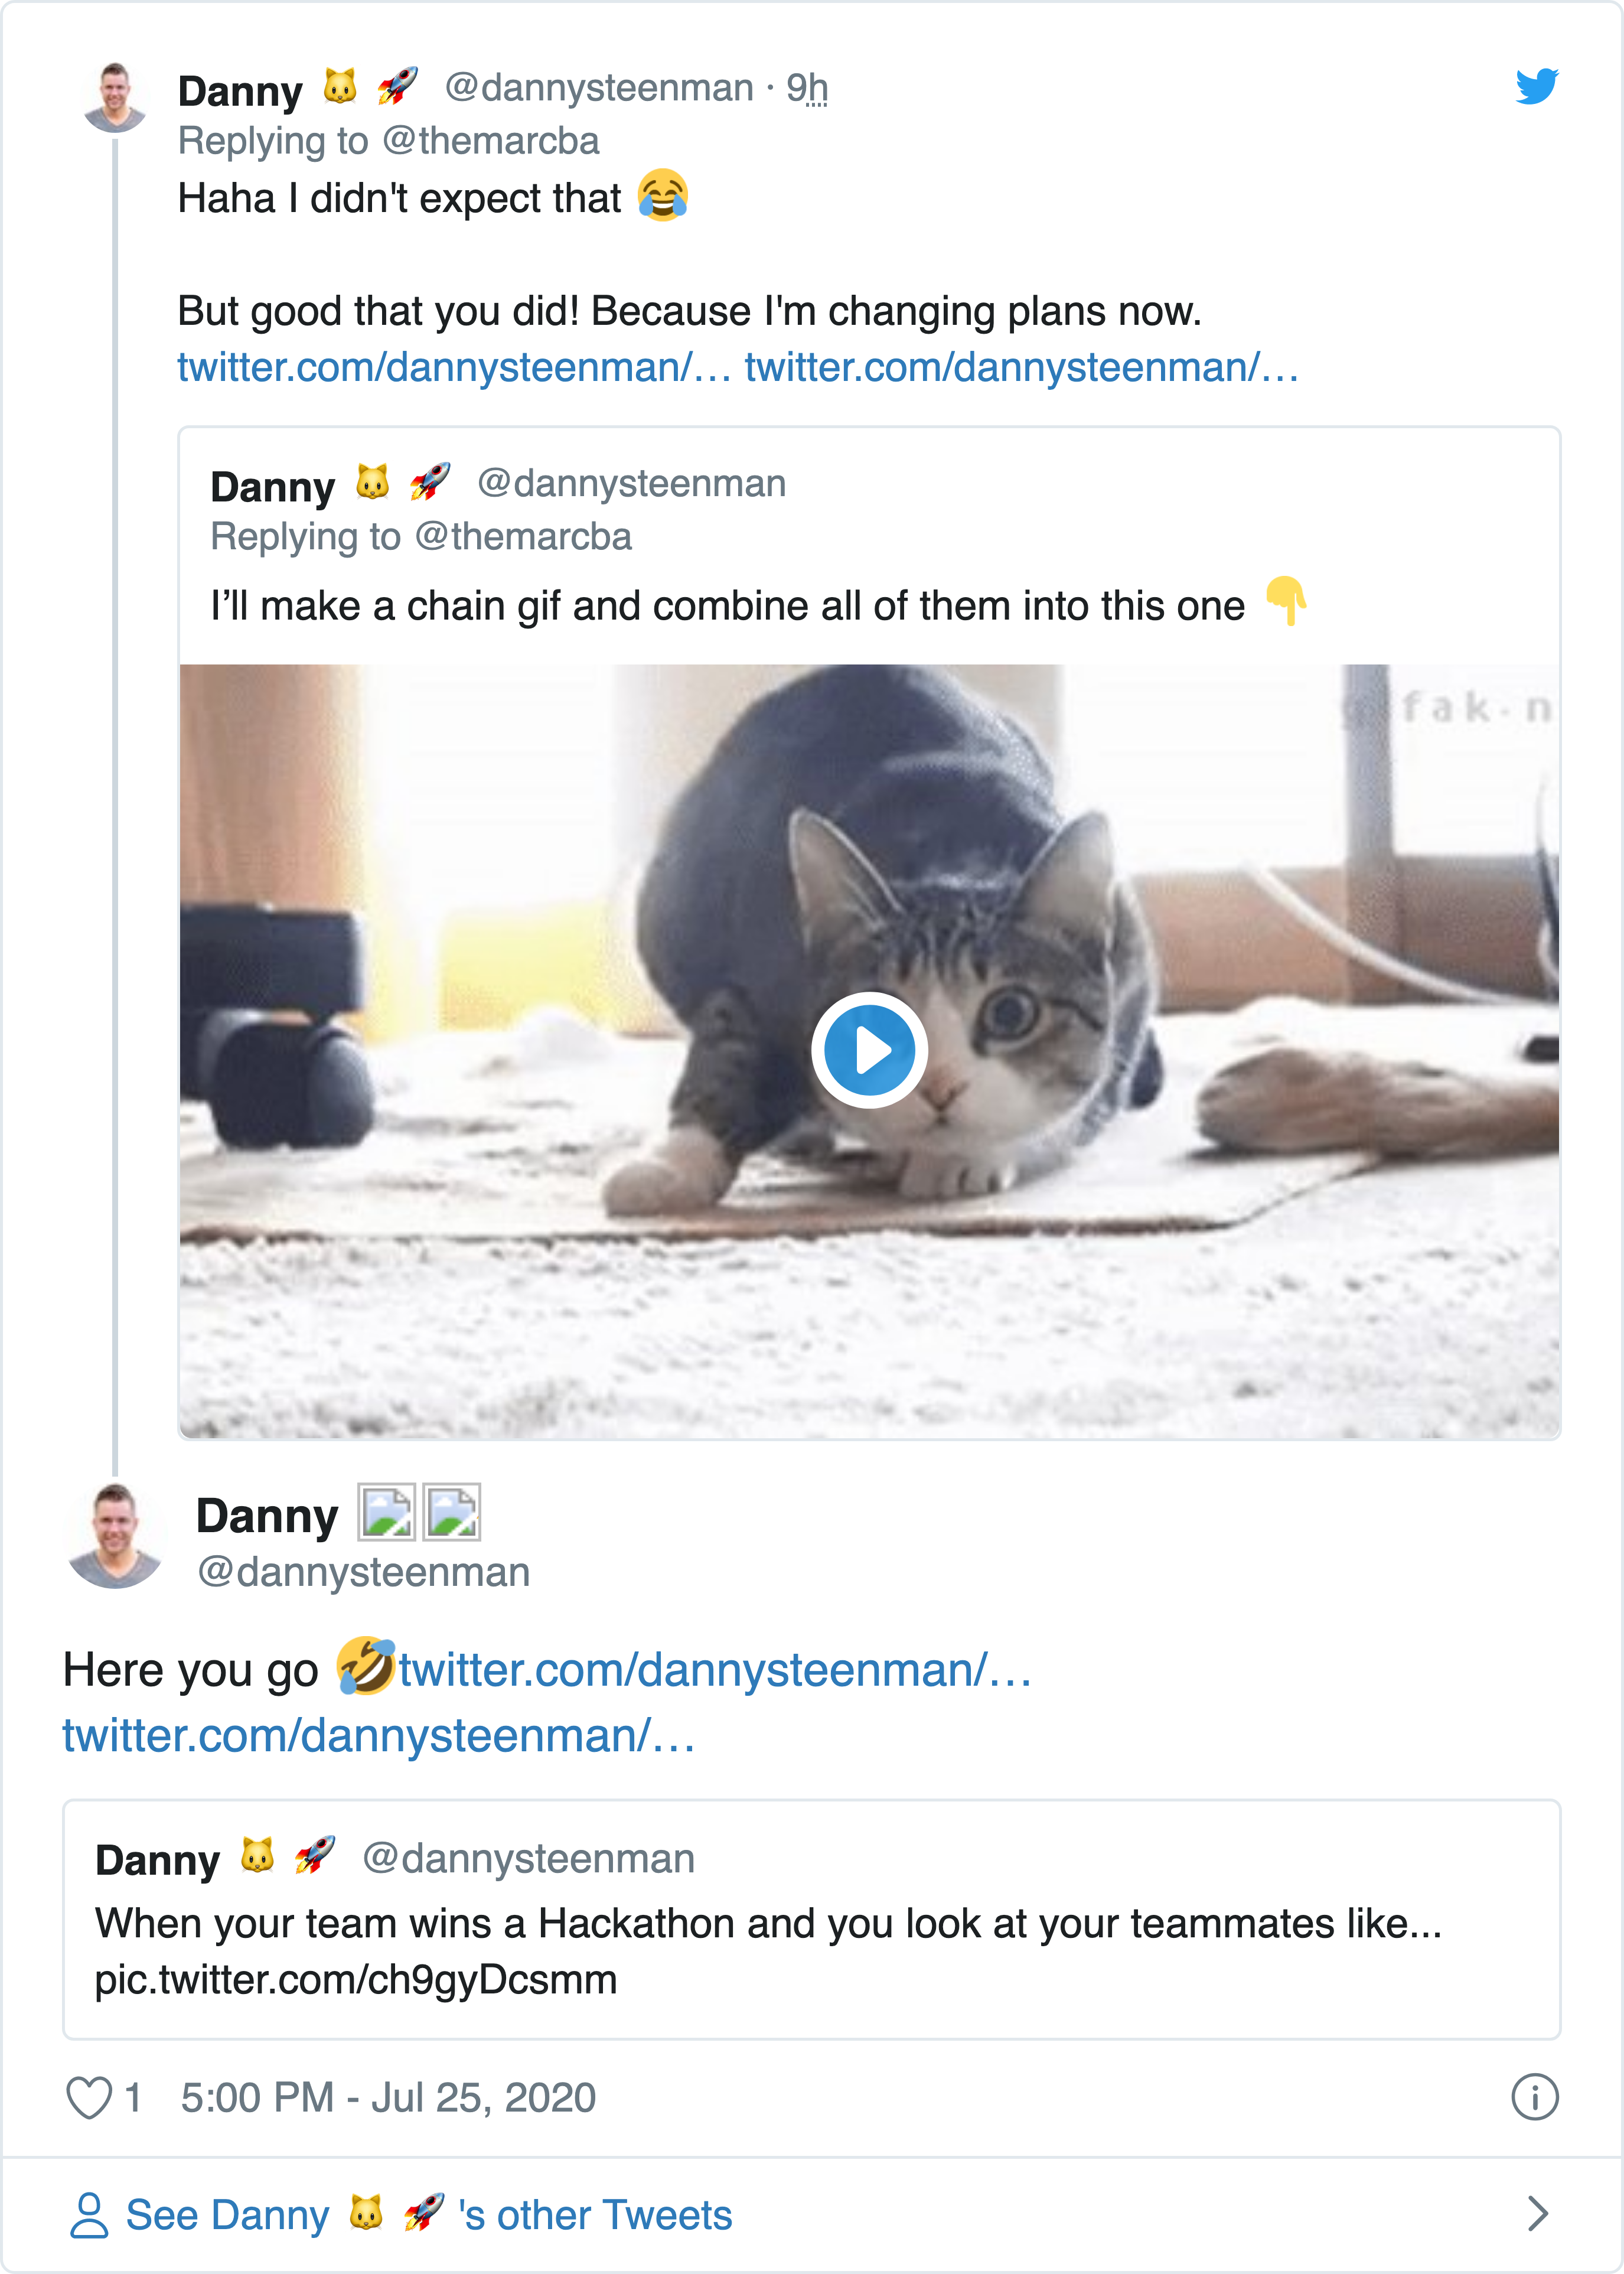 Danny 🐱 🚀 @dannysteenman · 9h
Replying to @themarcba
Haha I didn't expect that 😂
But good that you did! Because I'm changing plans now.
twitter.com/dannysteenman/… twitter.com/dannysteenman/…
Danny 🐱 🚀 @dannysteenman
Replying to @themarcba
I’ll make a chain gif and combine all of them into this one 👇
fak.n
Danny
@dannysteenman
Here you go 🤣twitter.com/dannysteenman/…
twitter.com/dannysteenman/…
Danny 🐱 🚀 @dannysteenman
When your team wins a Hackathon and you look at your teammates like...
pic.twitter.com/ch9gyDcsmm
1 5:00 PM - Jul 25, 2020
See Danny 🐱 🚀 's other Tweets